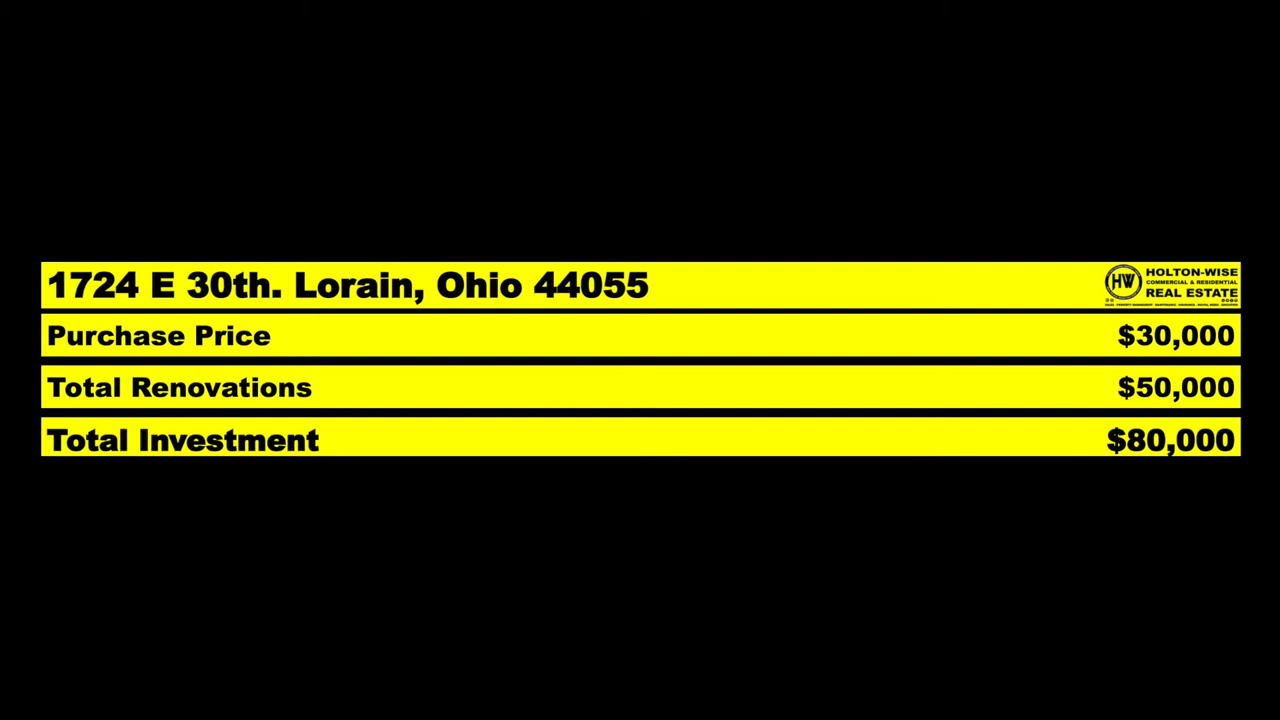 1724 E 30th. Lorain, Ohio 44055
HW
HOLTON-WISE
COMMERCIAL & RESIDENTIAL
REAL ESTATE
Purchase Price $30,000
Total Renovations $50,000
Total Investment $80,000